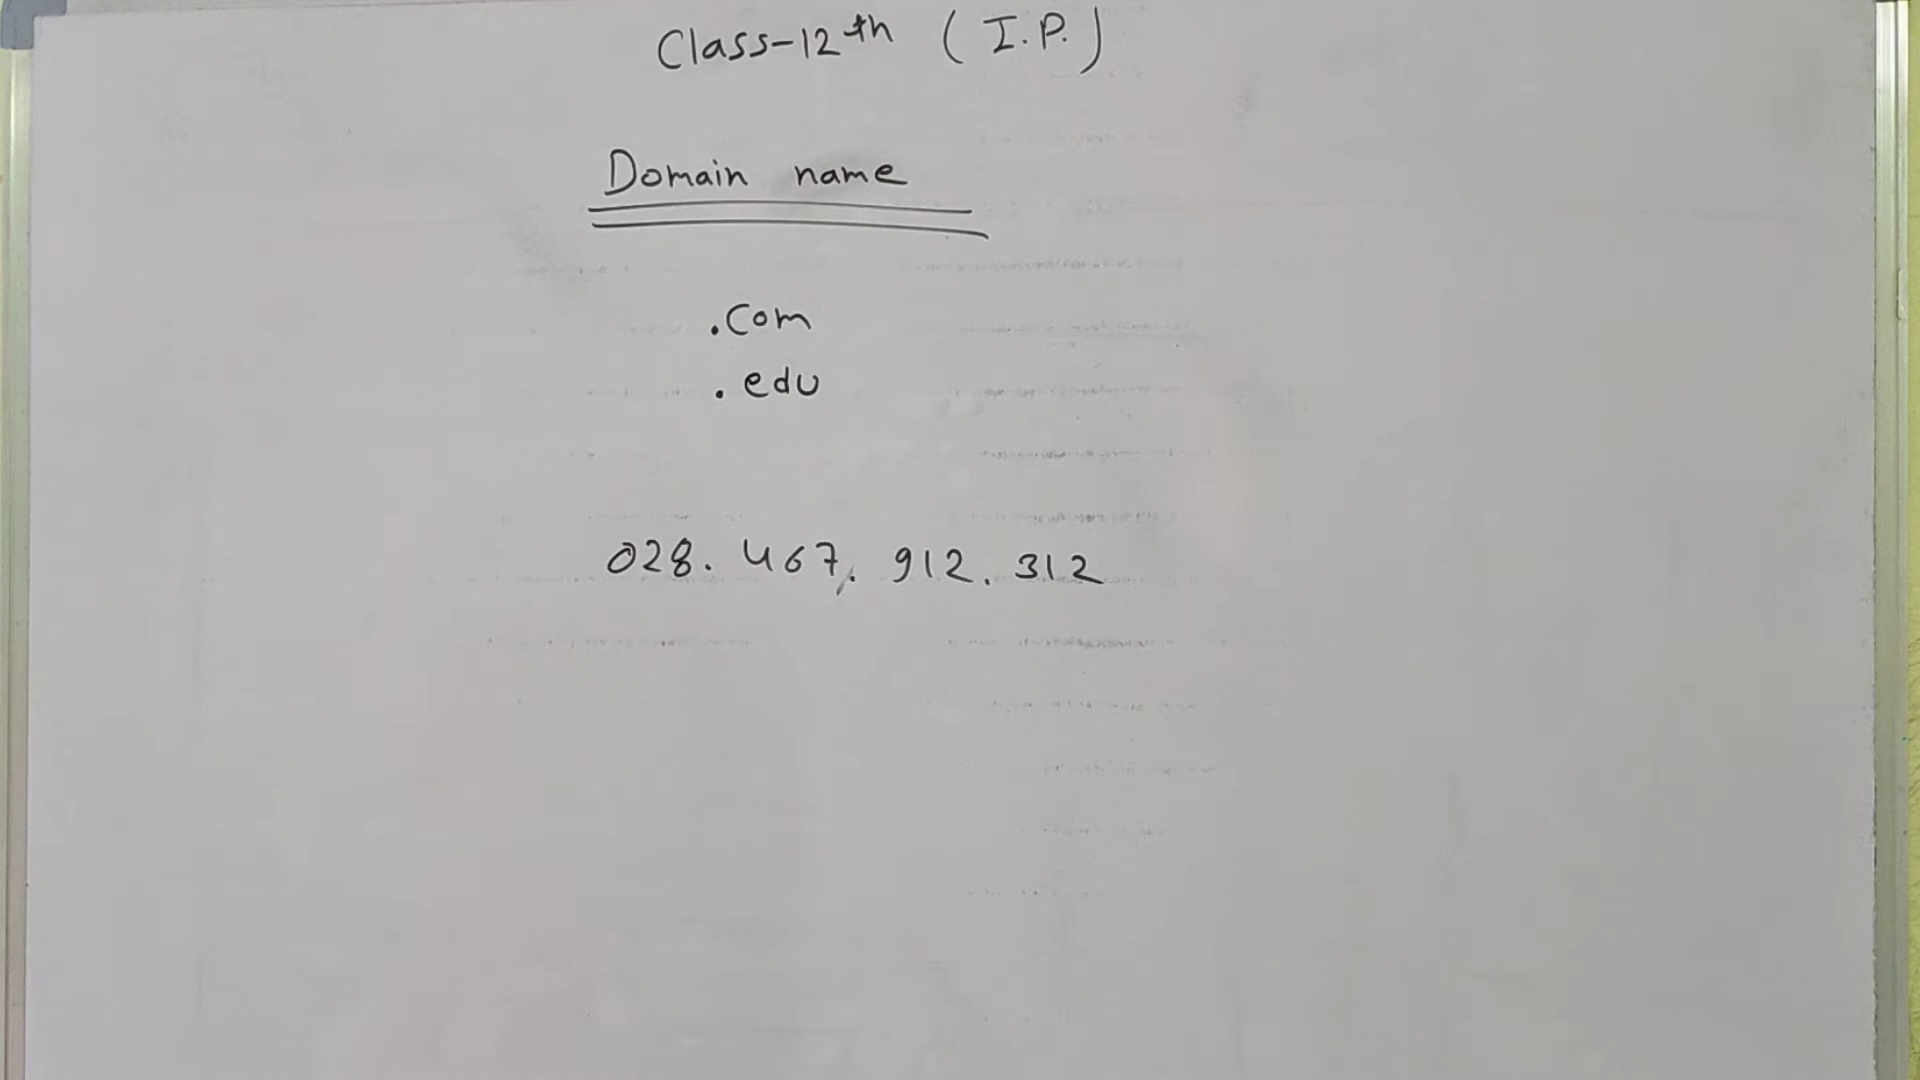 Class-12th (I.P.)
Domain name
.com
.edu
028. 467. 912. 312